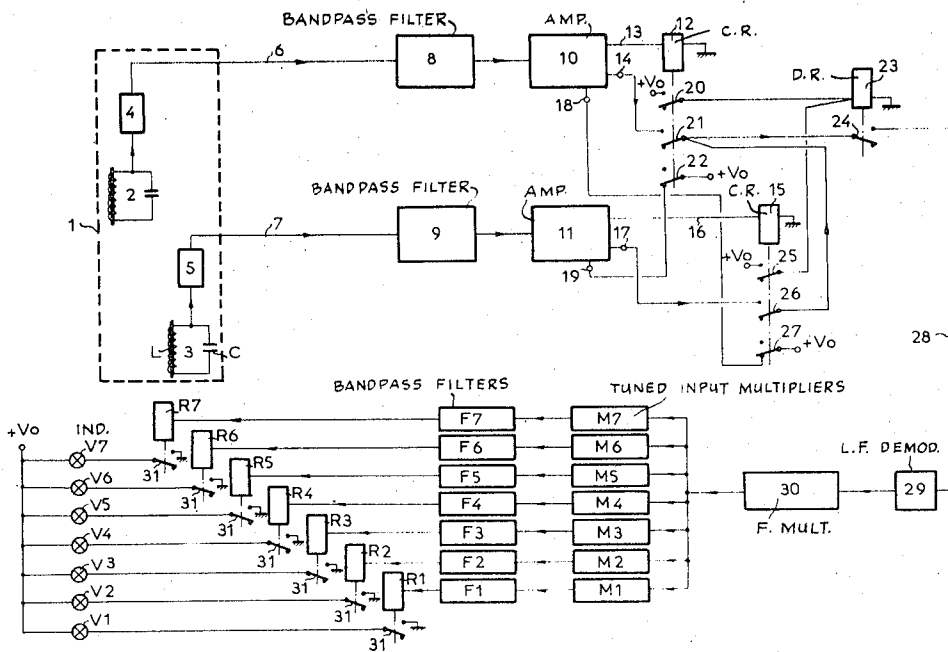 BANDPASS FILTER
AMP.
12
C.R.
6
8
10
13
14
D.R.
23
+Vo
20
18
21
24
4
22
+Vo
2
BANDPASS FILTER
AMP.
C.R.
15
1
7
9
11
17
16
19
+Vo
25
5
26
L
3
C
27
+Vo
28
BANDPASS FILTERS
TUNED INPUT MULTIPLIERS
R7
F7
M7
+Vo
IND.
R6
F6
M6
V7
R5
F5
M5
L.F. DEMOD.
V6
31
R4
F4
M4
30
29
V5
31
R3
F3
M3
F. MULT.
V4
31
R2
F2
M2
V3
31
R1
F1
M1
V2
31
V1
31
31